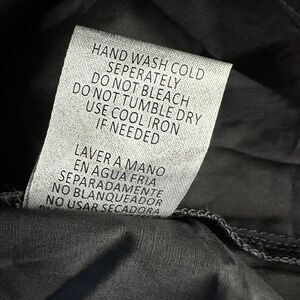 HAND WASH COLD
SEPERATELY
DO NOT BLEACH
DO NOT TUMBLE DRY
USE COOL IRON
IF NEEDED
LAVER A MANO
EN AGUA FRIA
SEPARADAMENTE
NO BLANQUEADOR
NO USAR SECADORA